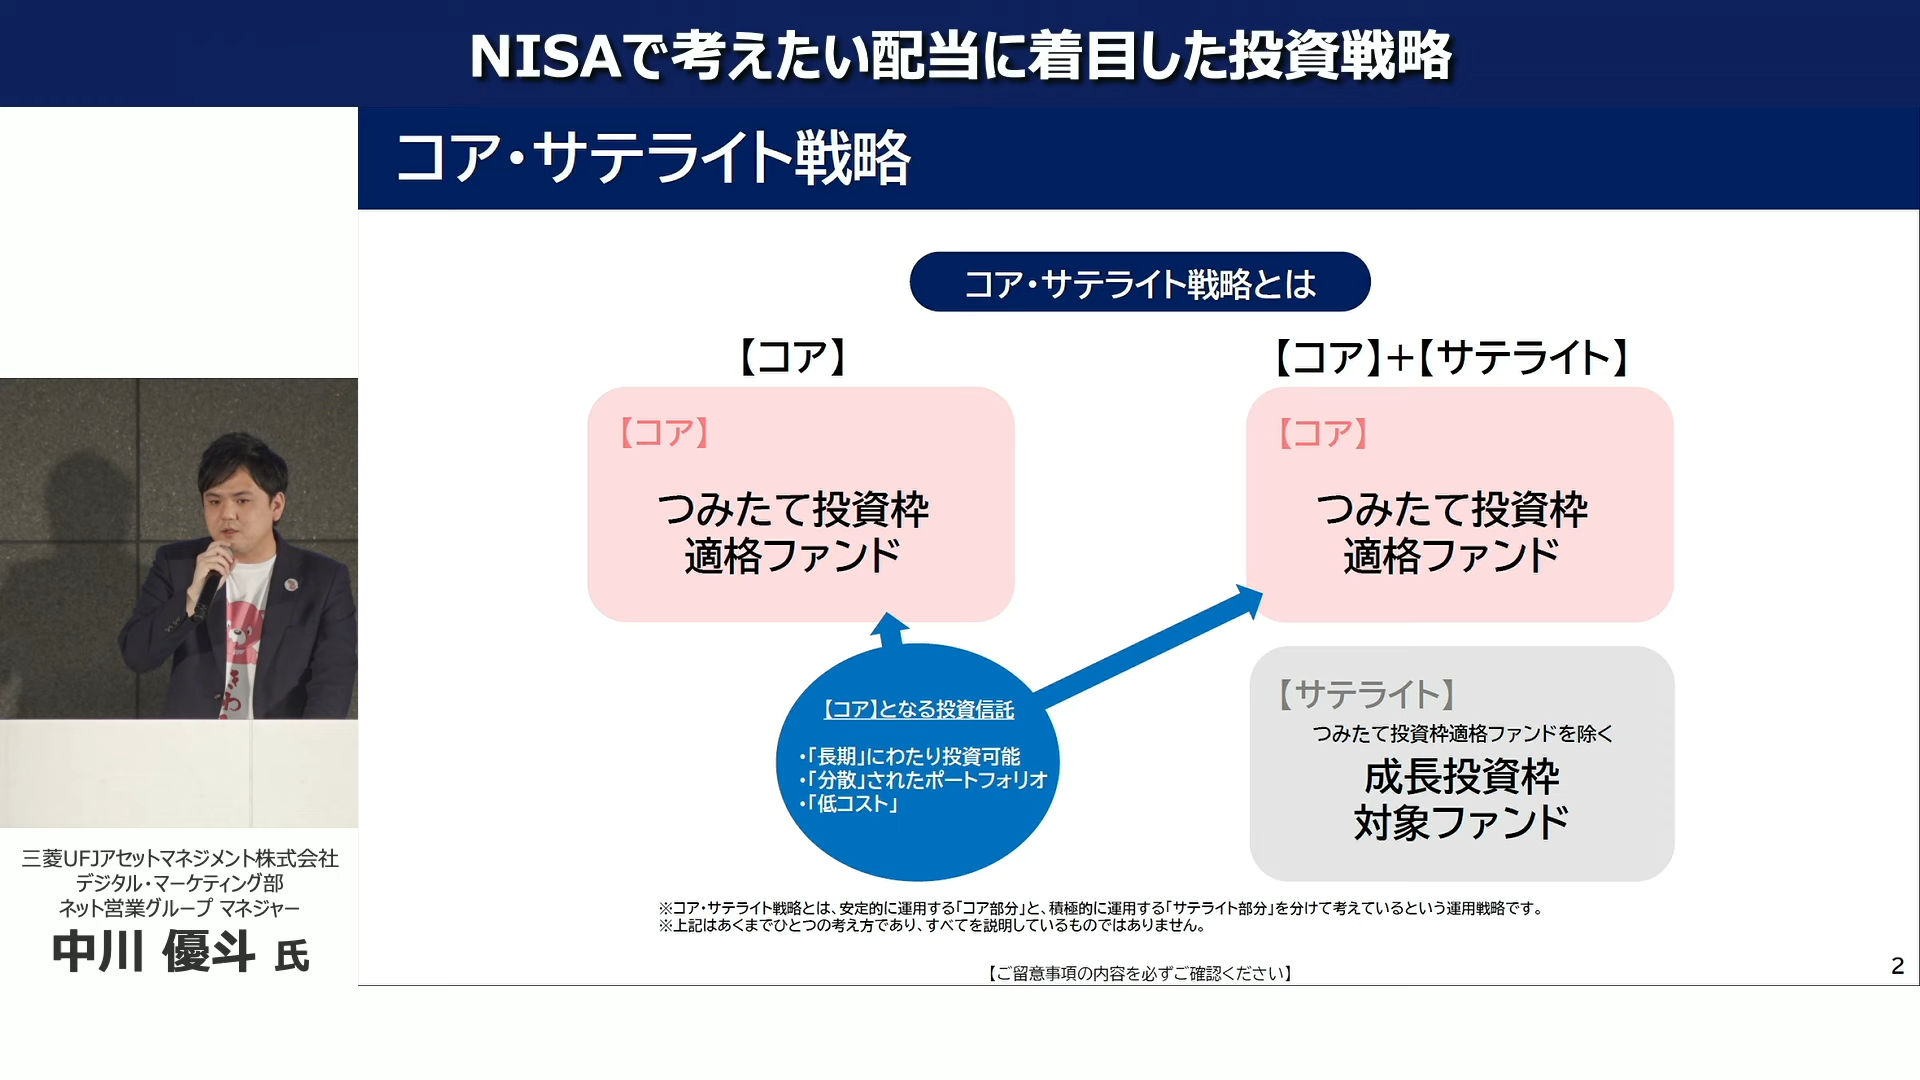 NISAで考えたい配当に着目した投資戦略
コア・サテライト戦略
コア・サテライト戦略とは
【コア】
【コア】+【サテライト】
【コア】
つみたて投資枠
適格ファンド
【コア】
つみたて投資枠
適格ファンド
【コア】となる投資信託
・「長期」にわたり投資可能
・「分散」されたポートフォリオ
・「低コスト」
【サテライト】
つみたて投資枠適格ファンドを除く
成長投資枠
対象ファンド
※コア・サテライト戦略とは、安定的に運用する「コア部分」と、積極的に運用する「サテライト部分」を分けて考えているという運用戦略です。
※上記はあくまでひとつの考え方であり、すべてを説明しているものではありません。
【ご留意事項の内容を必ずご確認ください】
2
きわ
三菱UFJアセットマネジメント株式会社
デジタル・マーケティング部
ネット営業グループ マネジャー
中川 優斗 氏